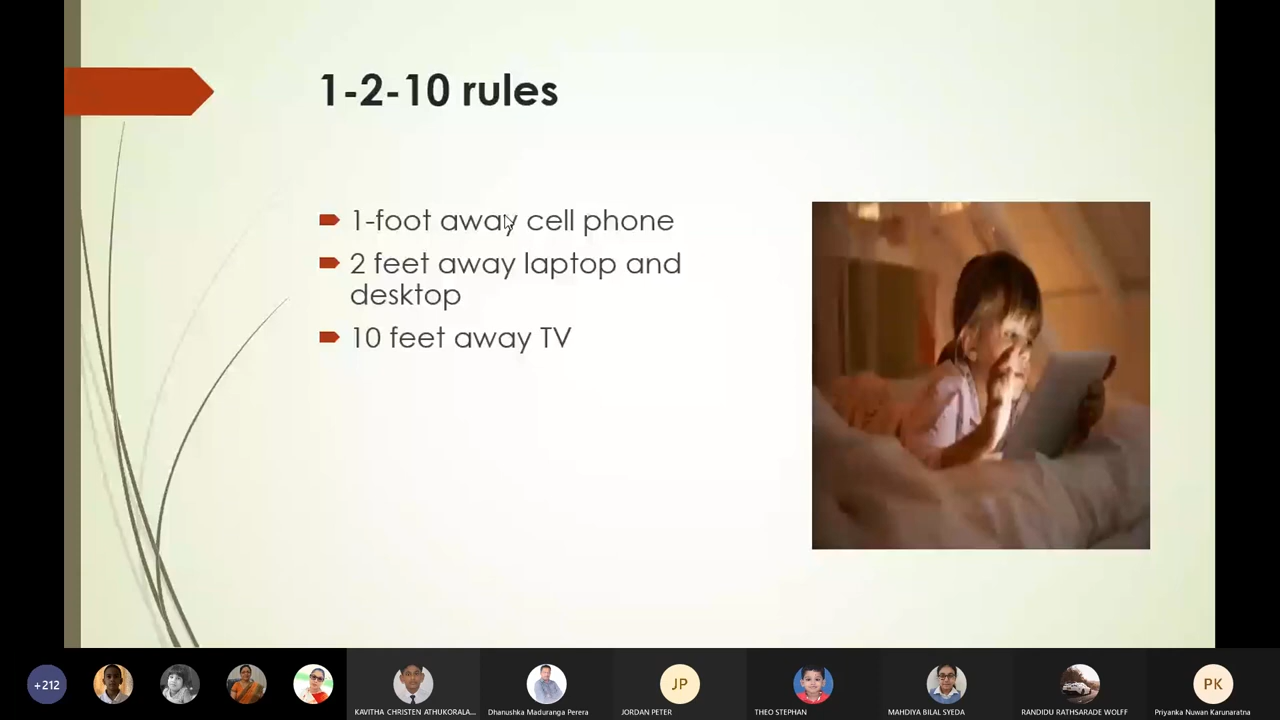 1-2-10 rules
1-foot away cell phone
2 feet away laptop and
desktop
10 feet away TV
+212
JP
PK
KAVITHA CHRISTEN ATHUKORALA...
Dhanushka Maduranga Perera
JORDAN PETER
THEO STEPHAN
MAHDIYA BILAL SYEDA
RANDIDU RATHSARADE WOLFF
Priyanka Nuwan Karunaratna